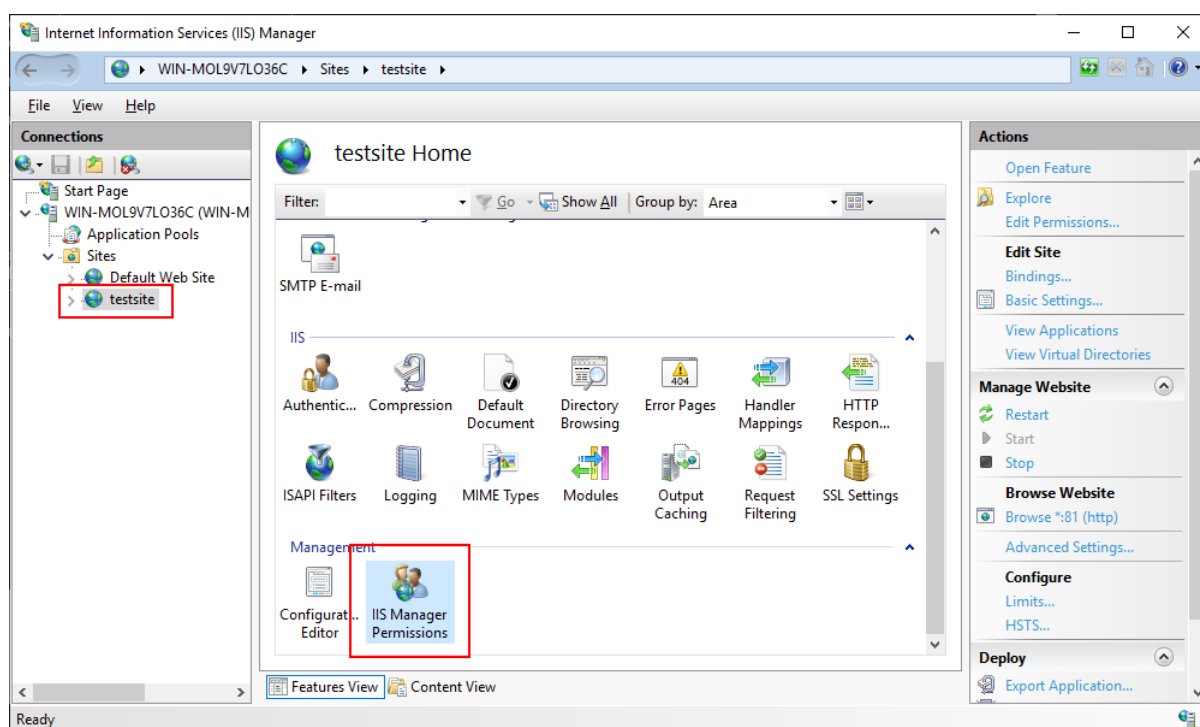 Internet Information Services (IIS) Manager
WIN-MOL9V7LO36C
Sites
testsite
File View Help
Connections
Start Page
WIN-MOL9V7LO36C (WIN-M
Application Pools
Sites
Default Web Site
testsite
testsite Home
Filter: Go Show All Group by: Area
SMTP E-mail
IIS
Authentic... Compression Default Document Directory Browsing Error Pages Handler Mappings HTTP Respon...
404
ISAPI Filters Logging MIME Types Modules Output Caching Request Filtering SSL Settings
Management
Configurat... Editor
IIS Manager Permissions
Features View Content View
Actions
Open Feature
Explore
Edit Permissions...
Edit Site
Bindings...
Basic Settings...
View Applications
View Virtual Directories
Manage Website
Restart
Start
Stop
Browse Website
Browse *:81 (http)
Advanced Settings...
Configure
Limits...
HSTS...
Deploy
Export Application...
Ready